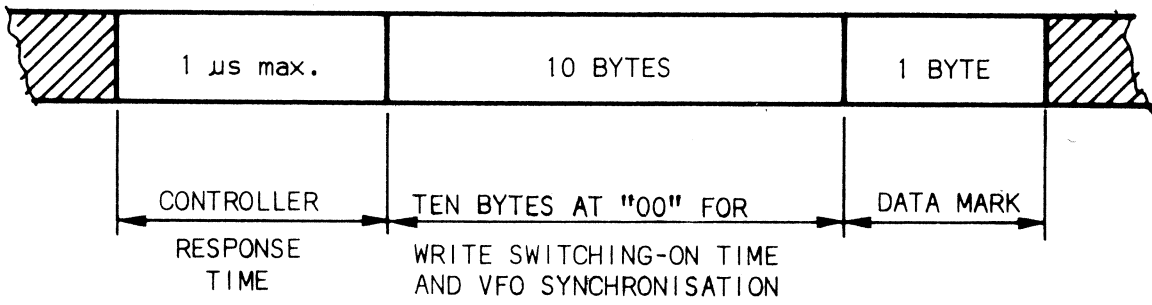 1 µs max.
10 BYTES
1 BYTE
CONTROLLER
RESPONSE
TIME
TEN BYTES AT "00" FOR
WRITE SWITCHING-ON TIME
AND VFO SYNCHRONISATION
DATA MARK